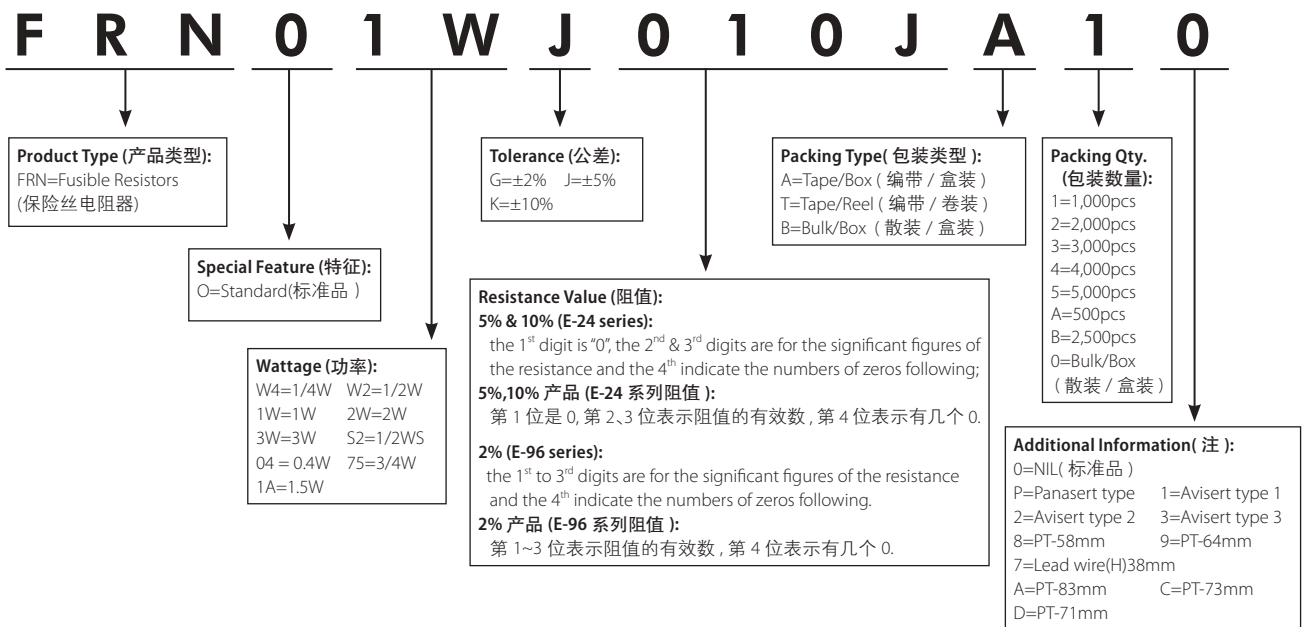 F R N 0 1 W J 0 1 0 J A 1 0
Product Type (产品类型):
FRN=Fusible Resistors
(保险丝电阻器)
Special Feature (特征):
O=Standard(标准品 )
Wattage (功率):
W4=1/4W W2=1/2W
1W=1W 2W=2W
3W=3W S2=1/2WS
04 = 0.4W 75=3/4W
1A=1.5W
Tolerance (公差):
G=±2% J=±5%
K=±10%
Resistance Value (阻值):
5% & 10% (E-24 series):
the 1st digit is "0", the 2nd & 3rd digits are for the significant figures of
the resistance and the 4th indicate the numbers of zeros following;
5%,10% 产品 (E-24 系列阻值 ):
第 1 位是 0, 第 2、3 位表示阻值的有效数 , 第 4 位表示有几个 0.
2% (E-96 series):
the 1st to 3rd digits are for the significant figures of the resistance
and the 4th indicate the numbers of zeros following.
2% 产品 (E-96 系列阻值 ):
第 1~3 位表示阻值的有效数 , 第 4 位表示有几个 0.
Packing Type( 包装类型 ):
A=Tape/Box ( 编带 / 盒装 )
T=Tape/Reel ( 编带 / 卷装 )
B=Bulk/Box ( 散装 / 盒装 )
Packing Qty.
(包装数量):
1=1,000pcs
2=2,000pcs
3=3,000pcs
4=4,000pcs
5=5,000pcs
A=500pcs
B=2,500pcs
0=Bulk/Box
( 散装 / 盒装 )
Additional Information( 注 ):
0=NIL( 标准品 )
P=Panasert type 1=Avisert type 1
2=Avisert type 2 3=Avisert type 3
8=PT-58mm 9=PT-64mm
7=Lead wire(H)38mm
A=PT-83mm C=PT-73mm
D=PT-71mm